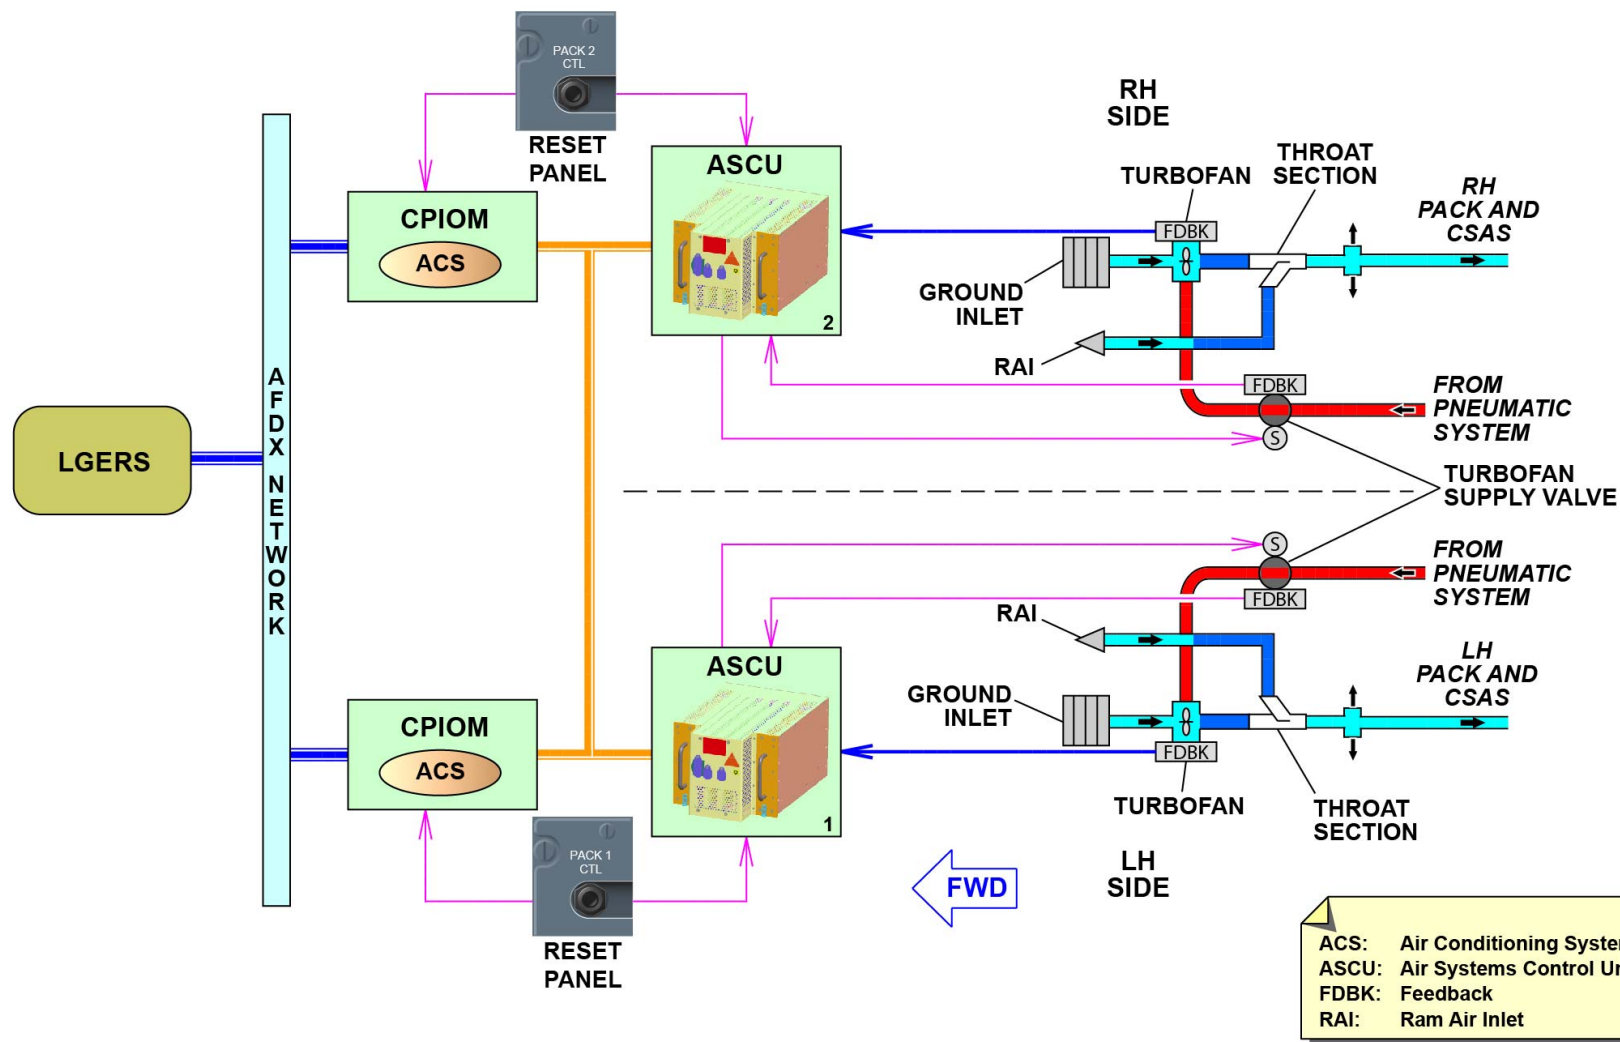 PACK 2
CTL
RESET
PANEL
RH
SIDE
ASCU
2
CPIOM
ACS
TURBOFAN
THROAT
SECTION
RH
PACK AND
CSAS
FDBK
GROUND
INLET
RAI
FDBK
S
FROM
PNEUMATIC
SYSTEM
AFDX NETWORK
LGERS
TURBOFAN
SUPPLY VALVE
S
FDBK
FROM
PNEUMATIC
SYSTEM
RAI
ASCU
1
GROUND
INLET
LH
PACK AND
CSAS
CPIOM
ACS
FDBK
TURBOFAN
THROAT
SECTION
PACK 1
CTL
RESET
PANEL
FWD
LH
SIDE
ACS: Air Conditioning System
ASCU: Air Systems Control
FDBK: Feedback
RAI: Ram Air Inlet